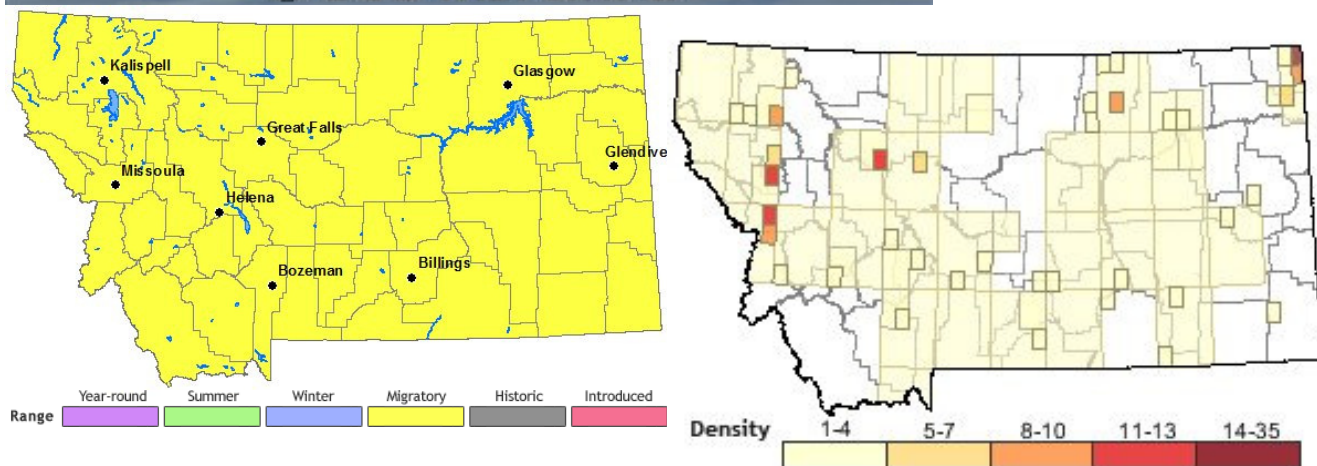 Kalispell
Glasgow
Great Falls
Glendive
Missoula
Helena
Bozeman
Billings
Range Year-round Summer Winter Migratory Historic Introduced
Density 1-4 5-7 8-10 11-13 14-35